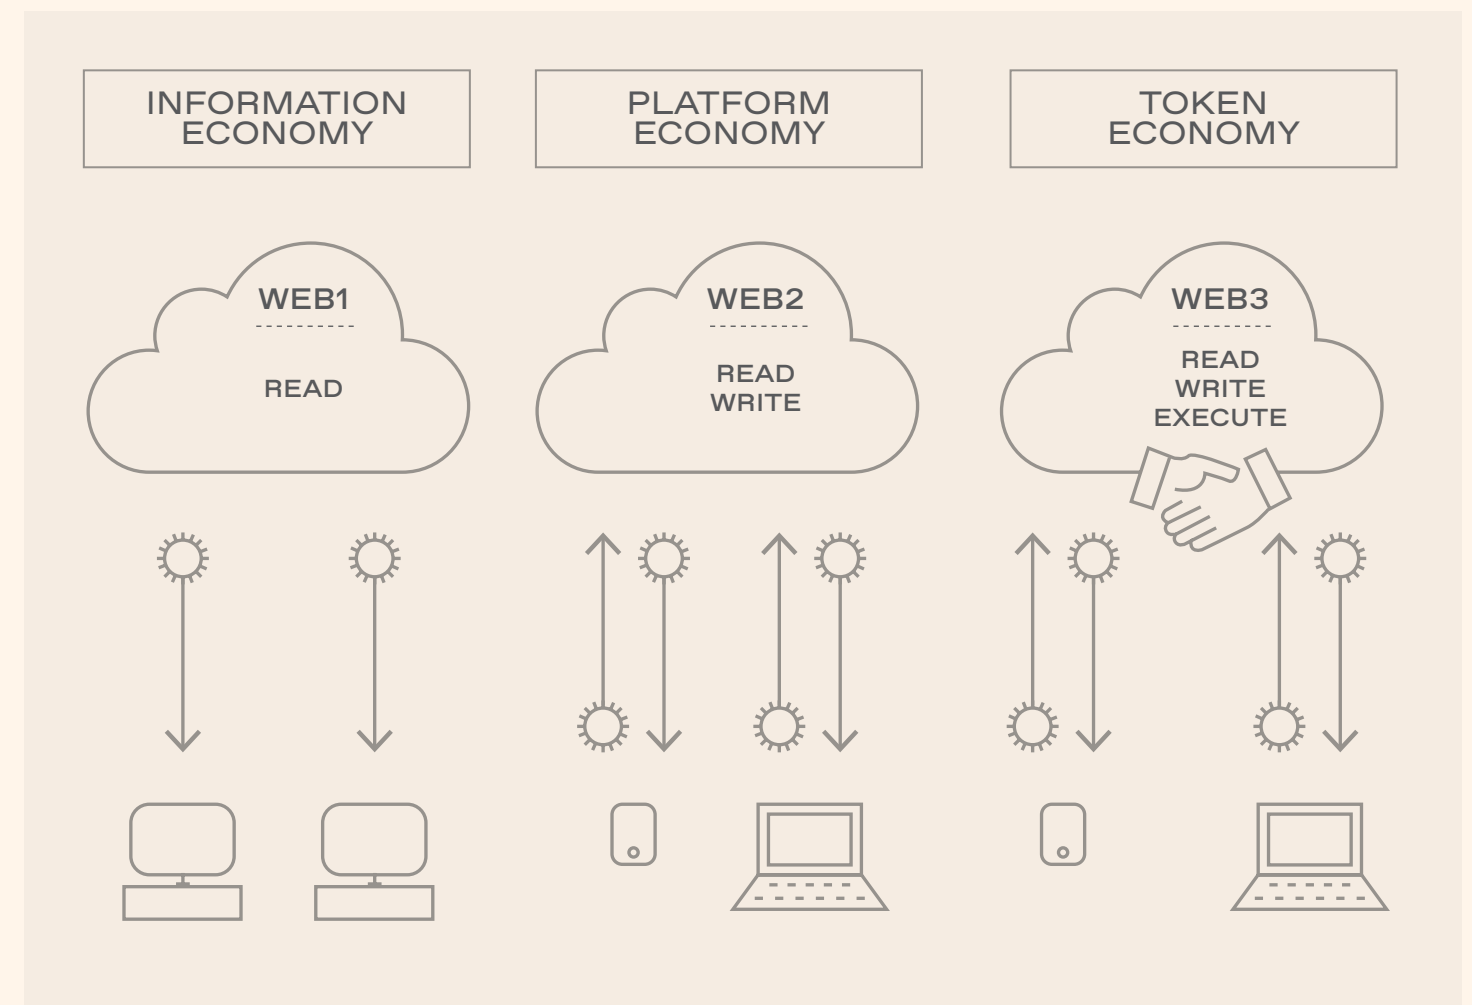 INFORMATION
ECONOMY
PLATFORM
ECONOMY
TOKEN
ECONOMY
WEB1
READ
WEB2
READ
WRITE
WEB3
READ
WRITE
EXECUTE